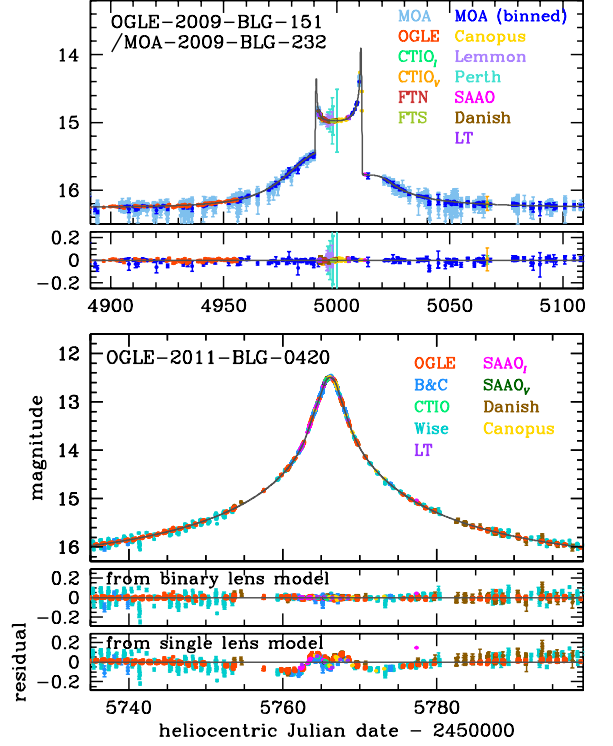 OGLE-2009-BLG-151
/MOA-2009-BLG-232
MOA MOA (binned)
OGLE Canopus
CTIO_I Lemmon
CTIO_V Perth
FTN SAAO
FTS Danish
LT
14
15
16
0.2
0
−0.2
4900 4950 5000 5050 5100
OGLE-2011-BLG-0420
OGLE SAAO_I
B&C SAAO_V
CTIO Danish
Wise Canopus
LT
12
13
14
15
16
magnitude
from binary lens model
0.2
0
−0.2
from single lens model
0.2
0
−0.2
residual
5740 5760 5780
heliocentric Julian date − 2450000